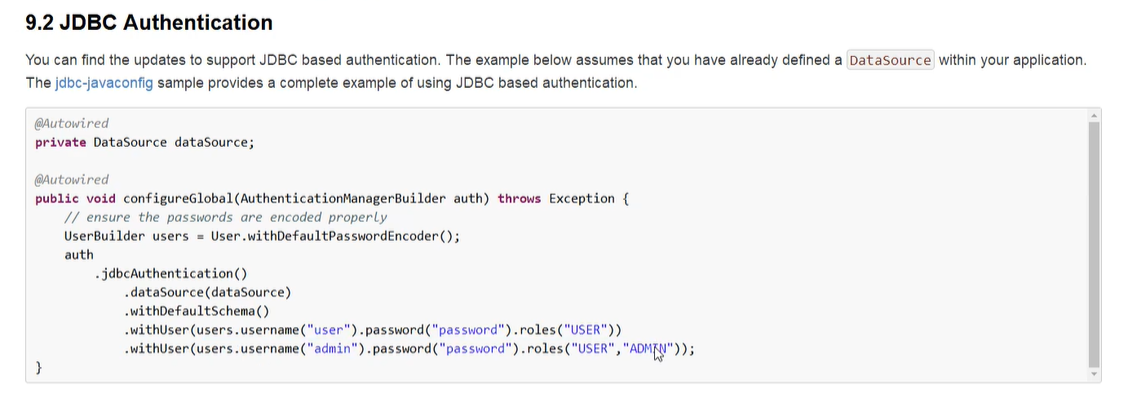 9.2 JDBC Authentication
You can find the updates to support JDBC based authentication. The example below assumes that you have already defined a DataSource within your application.
The jdbc-javaconfig sample provides a complete example of using JDBC based authentication.
@Autowired
private DataSource dataSource;
@Autowired
public void configureGlobal(AuthenticationManagerBuilder auth) throws Exception {
// ensure the passwords are encoded properly
UserBuilder users = User.withDefaultPasswordEncoder();
auth
.jdbcAuthentication()
.dataSource(dataSource)
.withDefaultSchema()
.withUser(users.username("user").password("password").roles("USER"))
.withUser(users.username("admin").password("password").roles("USER","ADMIN"));
}